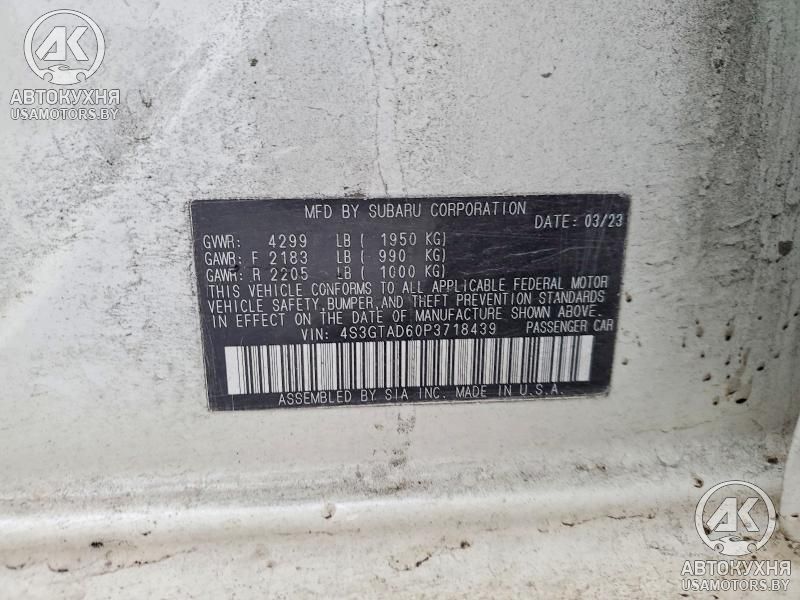 AK
АВТОКУХНЯ
USAMOTORS.BY
MFD BY SUBARU CORPORATION
DATE: 03/23
GVWR: 4299 LB ( 1950 KG)
GAWR: F 2183 LB ( 990 KG)
GAWR: R 2205 LB ( 1000 KG)
THIS VEHICLE CONFORMS TO ALL APPLICABLE FEDERAL MOTOR
VEHICLE SAFETY, BUMPER, AND THEFT PREVENTION STANDARDS
IN EFFECT ON THE DATE OF MANUFACTURE SHOWN ABOVE.
VIN: 4S3GTAD60P3718439 PASSENGER CAR
ASSEMBLED BY SIA INC. MADE IN U.S.A.
AK
АВТОКУХНЯ
USAMOTORS.BY